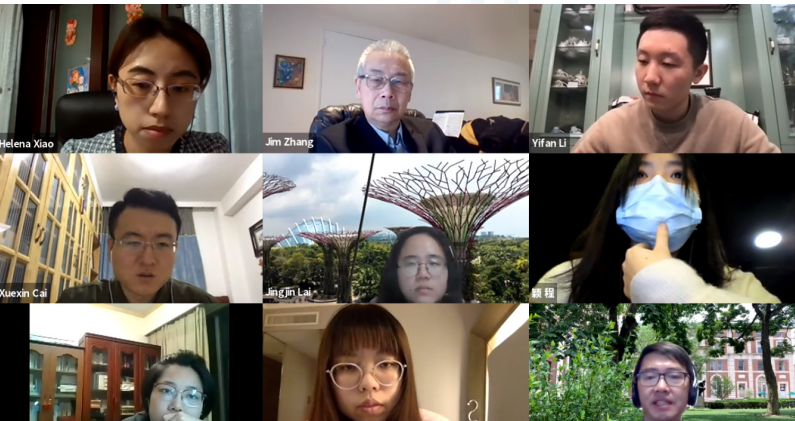 Helena Xiao
Jim Zhang
Yifan Li
Xuexin Cai
Jingjin Lai
颖 程